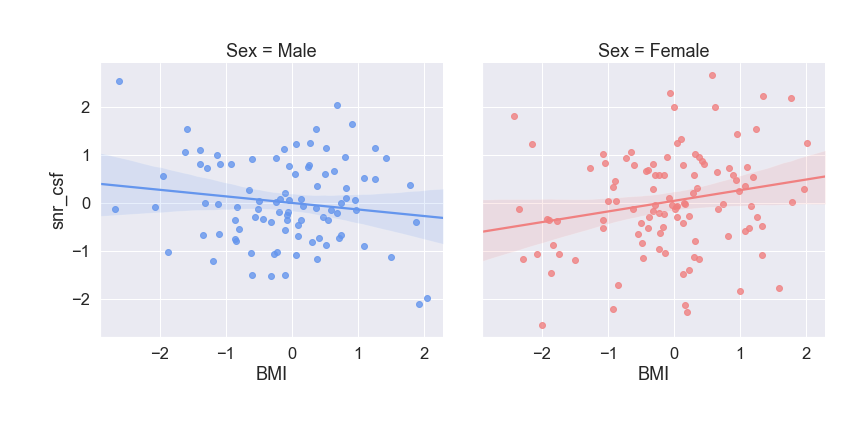 Sex = Male
Sex = Female
snr_csf
2
1
0
−1
−2
−2 −1 0 1 2
−2 −1 0 1 2
BMI
BMI